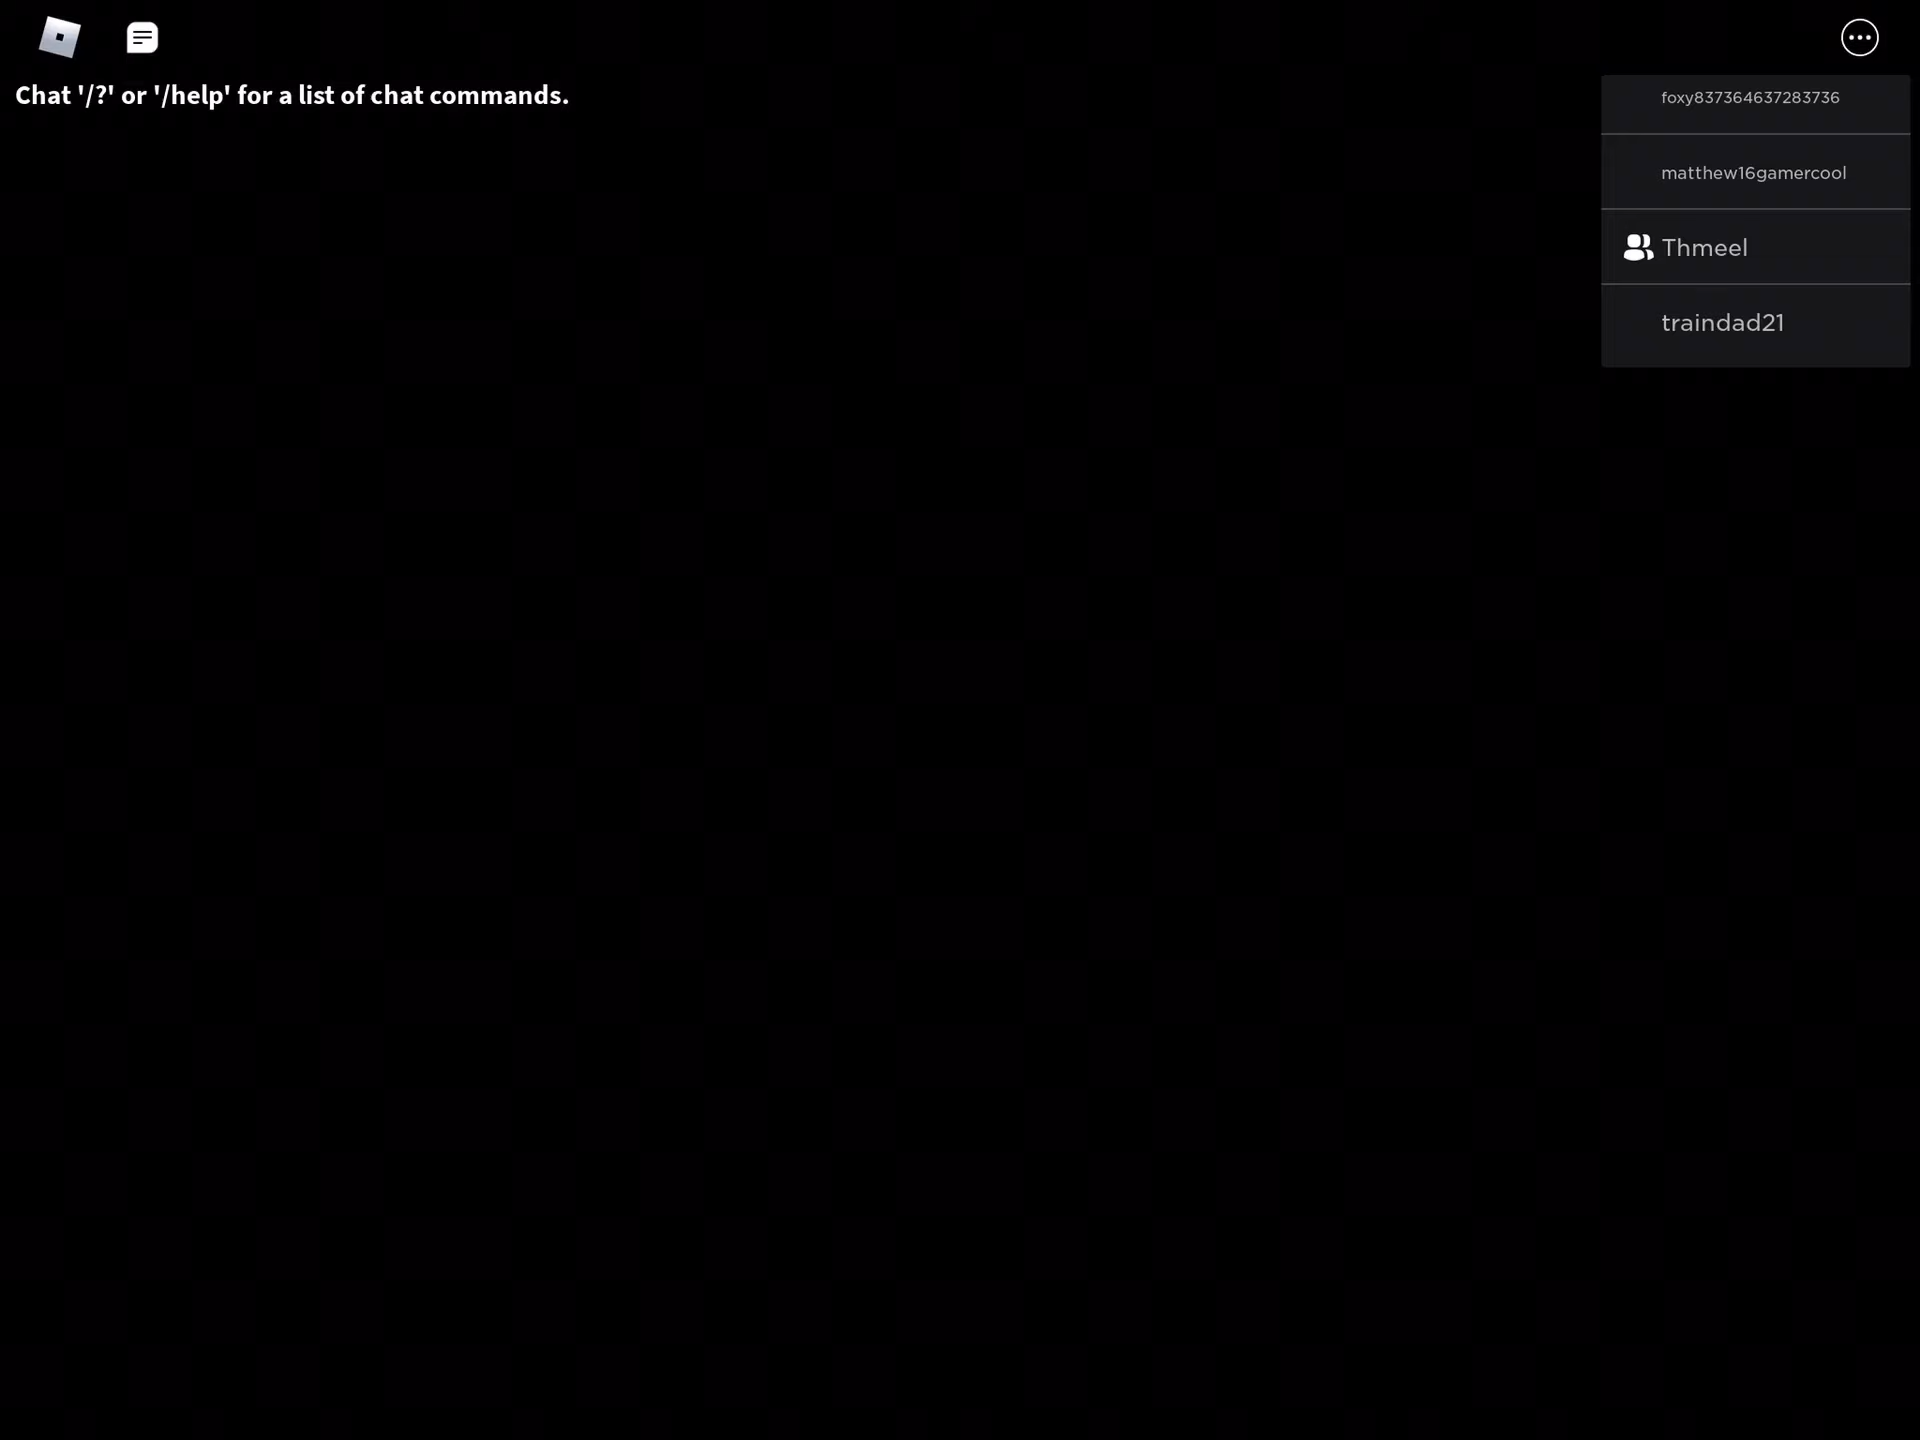 Chat '/?' or '/help' for a list of chat commands.
foxy837364637283736
matthew16gamercool
Thmeel
traindad21